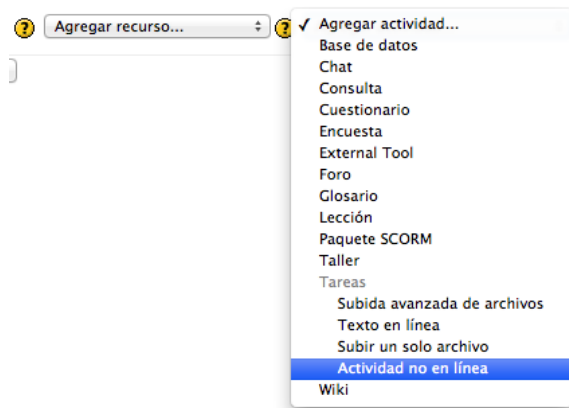 ? Agregar recurso... ? ✓ Agregar actividad...
Base de datos
Chat
Consulta
Cuestionario
Encuesta
External Tool
Foro
Glosario
Lección
Paquete SCORM
Taller
Tareas
Subida avanzada de archivos
Texto en línea
Subir un solo archivo
Actividad no en línea
Wiki